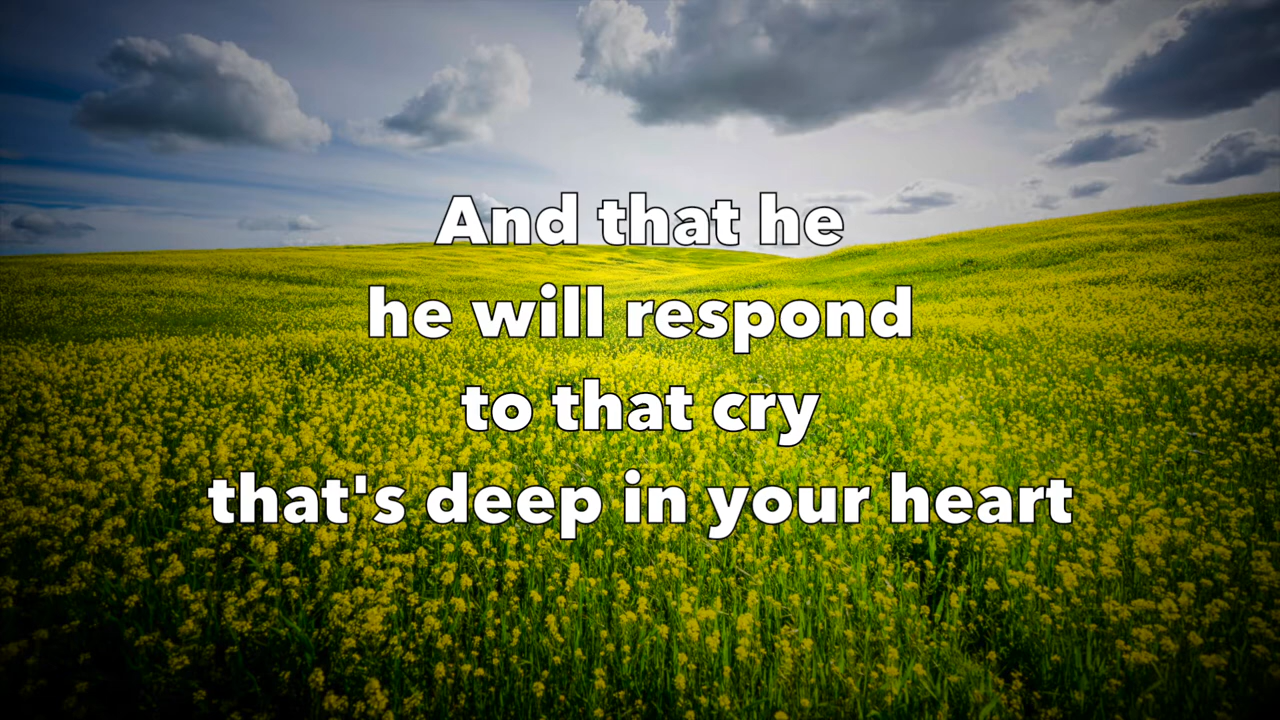 And that he
he will respond
to that cry
that's deep in your heart